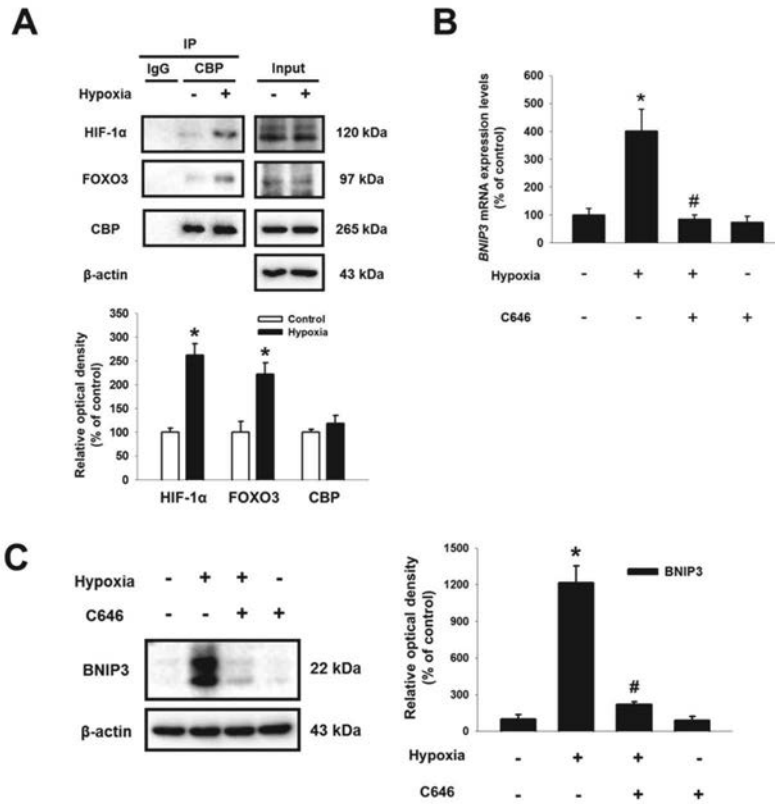 A
IP
IgG CBP Input
Hypoxia - + - +
HIF-1α 120 kDa
FOXO3 97 kDa
CBP 265 kDa
β-actin 43 kDa
Relative optical density
(% of control)
350
300
250
200
150
100
50
0
Control
Hypoxia
* *
HIF-1α FOXO3 CBP
B
BNIP3 mRNA expression levels
(% of control)
600
500
400
300
200
100
0
*
#
Hypoxia - + + -
C646 - - + +
C
Hypoxia - + + -
C646 - - + +
BNIP3 22 kDa
β-actin 43 kDa
Relative optical density
(% of control)
1500
1200
900
600
300
0
*
#
BNIP3
Hypoxia - + + -
C646 - - + +